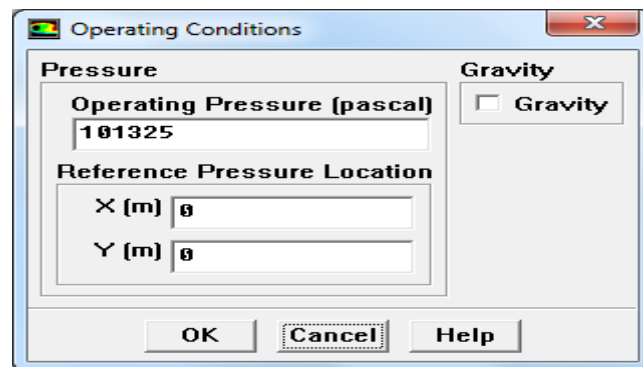 Operating Conditions
Pressure
Operating Pressure (pascal)
101325
Reference Pressure Location
X (m) 0
Y (m) 0
Gravity
Gravity
OK Cancel Help